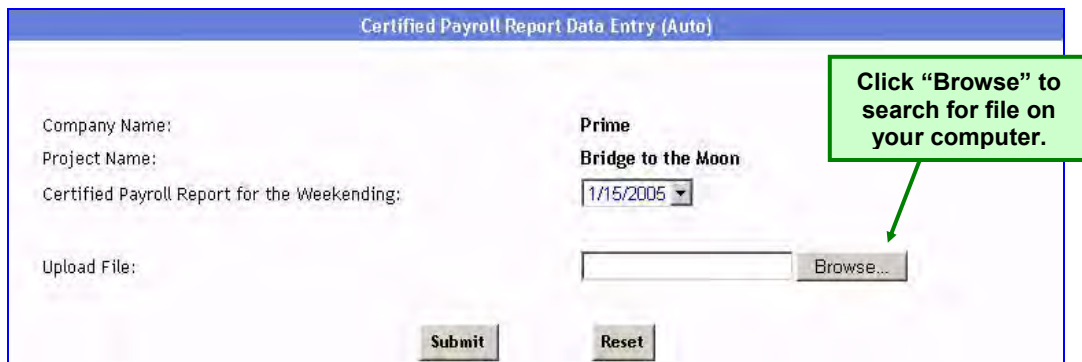 Certified Payroll Report Data Entry (Auto)
Click “Browse” to
search for file on
your computer.
Company Name: Prime
Project Name: Bridge to the Moon
Certified Payroll Report for the Weekending: 1/15/2005
Upload File: Browse...
Submit Reset